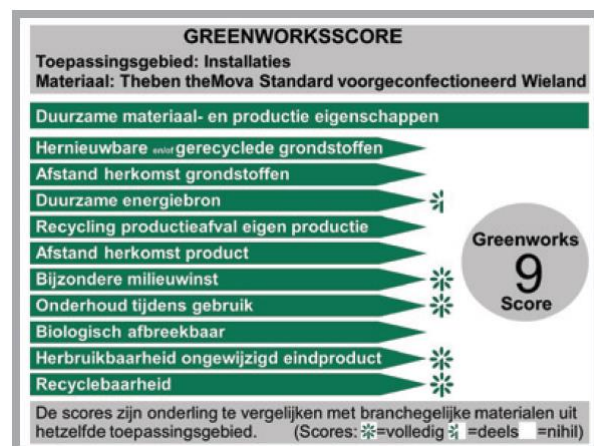 GREENWORKSSCORE
Toepassingsgebied: Installaties
Materiaal: Theben theMova Standard voorgeconfectioneerd Wieland
Duurzame materiaal- en productie eigenschappen
Hernieuwbare en/of gerecyclede grondstoffen
Afstand herkomst grondstoffen
Duurzame energiebron
Recycling productieafval eigen productie
Afstand herkomst product
Bijzondere milieuwinst
Onderhoud tijdens gebruik
Biologisch afbreekbaar
Herbruikbaarheid ongewijzigd eindproduct
Recyclebaarheid
Greenworks
9
Score
De scores zijn onderling te vergelijken met branchegelijke materialen uit
hetzelfde toepassingsgebied. (Scores: =volledig =deels =nihil)